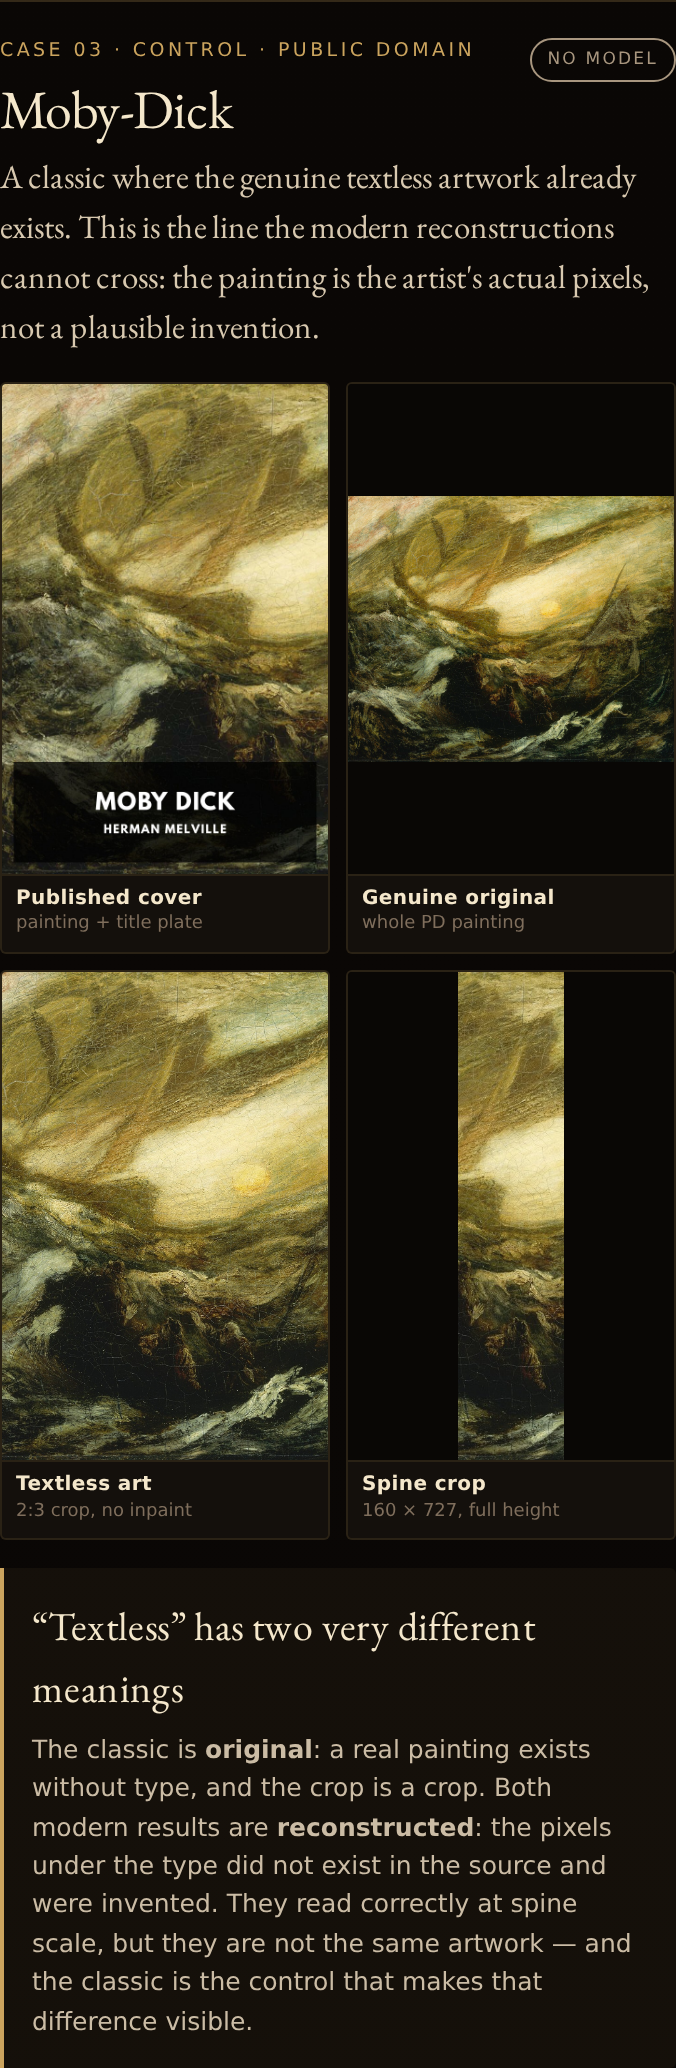 CASE 03 · CONTROL · PUBLIC DOMAIN
NO MODEL
Moby-Dick
A classic where the genuine textless artwork already
exists. This is the line the modern reconstructions
cannot cross: the painting is the artist's actual pixels,
not a plausible invention.
MOBY DICK
HERMAN MELVILLE
Published cover
painting + title plate
Genuine original
whole PD painting
Textless art
2:3 crop, no inpaint
Spine crop
160 × 727, full height
“Textless” has two very different
meanings
The classic is original: a real painting exists
without type, and the crop is a crop. Both
modern results are reconstructed: the pixels
under the type did not exist in the source and
were invented. They read correctly at spine
scale, but they are not the same artwork — and
the classic is the control that makes that
difference visible.